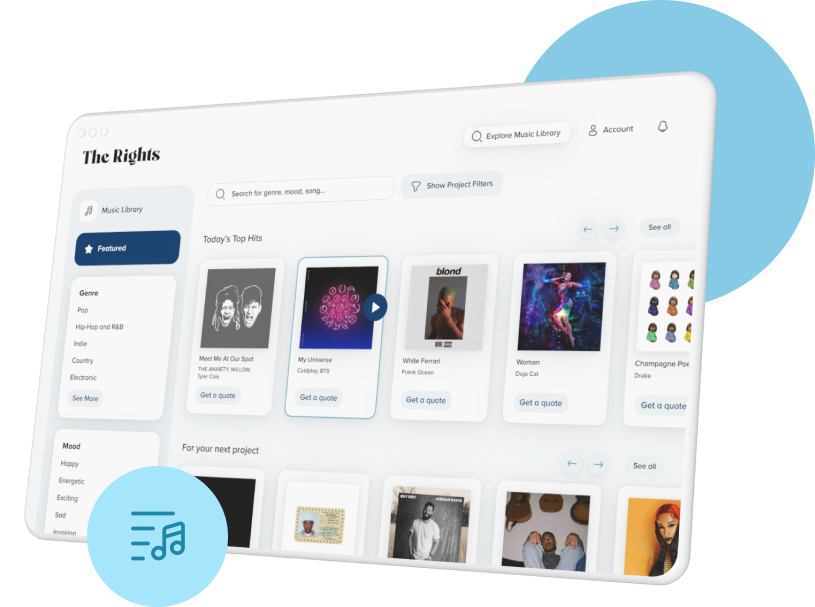 The Rights
Explore Music Library
Account
Music Library
Featured
Genre
Pop
Hip-Hop and R&B
Indie
Country
Electronic
See More
Mood
Happy
Energetic
Exciting
Sad
Inspiring
Search for genre, mood, song...
Show Project Filters
Today's Top Hits
See all
Meet Me At Our Spot
THE ANXIETY, WILLOW,
Tyler Cole
Get a quote
My Universe
Coldplay, BTS
Get a quote
blond
White Ferrari
Frank Ocean
Get a quote
Woman
Doja Cat
Get a quote
Champagne Poe
Drake
Get a quote
For your next project
See all